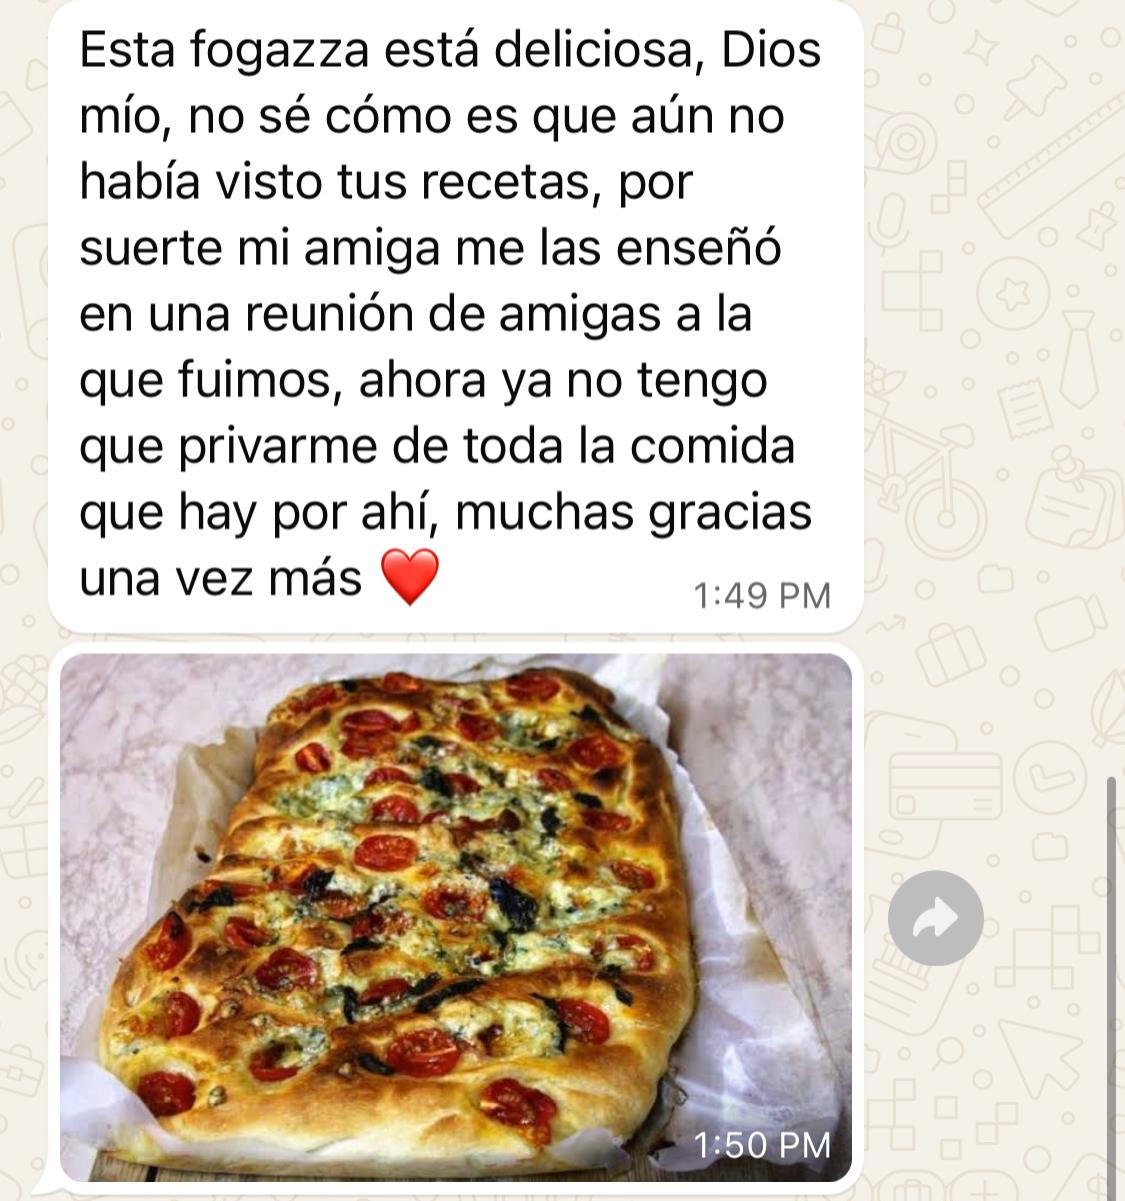 Esta fogazza está deliciosa, Dios
mío, no sé cómo es que aún no
había visto tus recetas, por
suerte mi amiga me las enseñó
en una reunión de amigas a la
que fuimos, ahora ya no tengo
que privarme de toda la comida
que hay por ahí, muchas gracias
una vez más ❤️
1:49 PM
1:50 PM